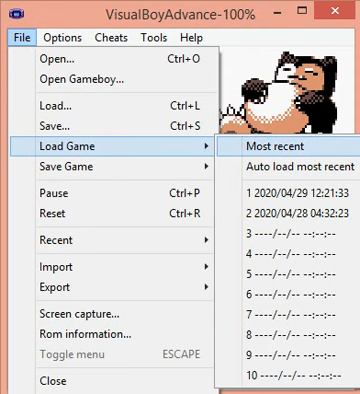 VisualBoyAdvance-100%
File Options Cheats Tools Help
Open... Ctrl+O
Open Gameboy...
Load... Ctrl+L
Save... Ctrl+S
Load Game
Save Game
Pause Ctrl+P
Reset Ctrl+R
Recent
Import
Export
Screen capture...
Rom information...
Toggle menu ESCAPE
Close
Most recent
Auto load most recent
1 2020/04/29 12:21:33
2 2020/04/28 04:32:23
3 ----/--/-- --:--:--
4 ----/--/-- --:--:--
5 ----/--/-- --:--:--
6 ----/--/-- --:--:--
7 ----/--/-- --:--:--
8 ----/--/-- --:--:--
9 ----/--/-- --:--:--
10 ----/--/-- --:--:--